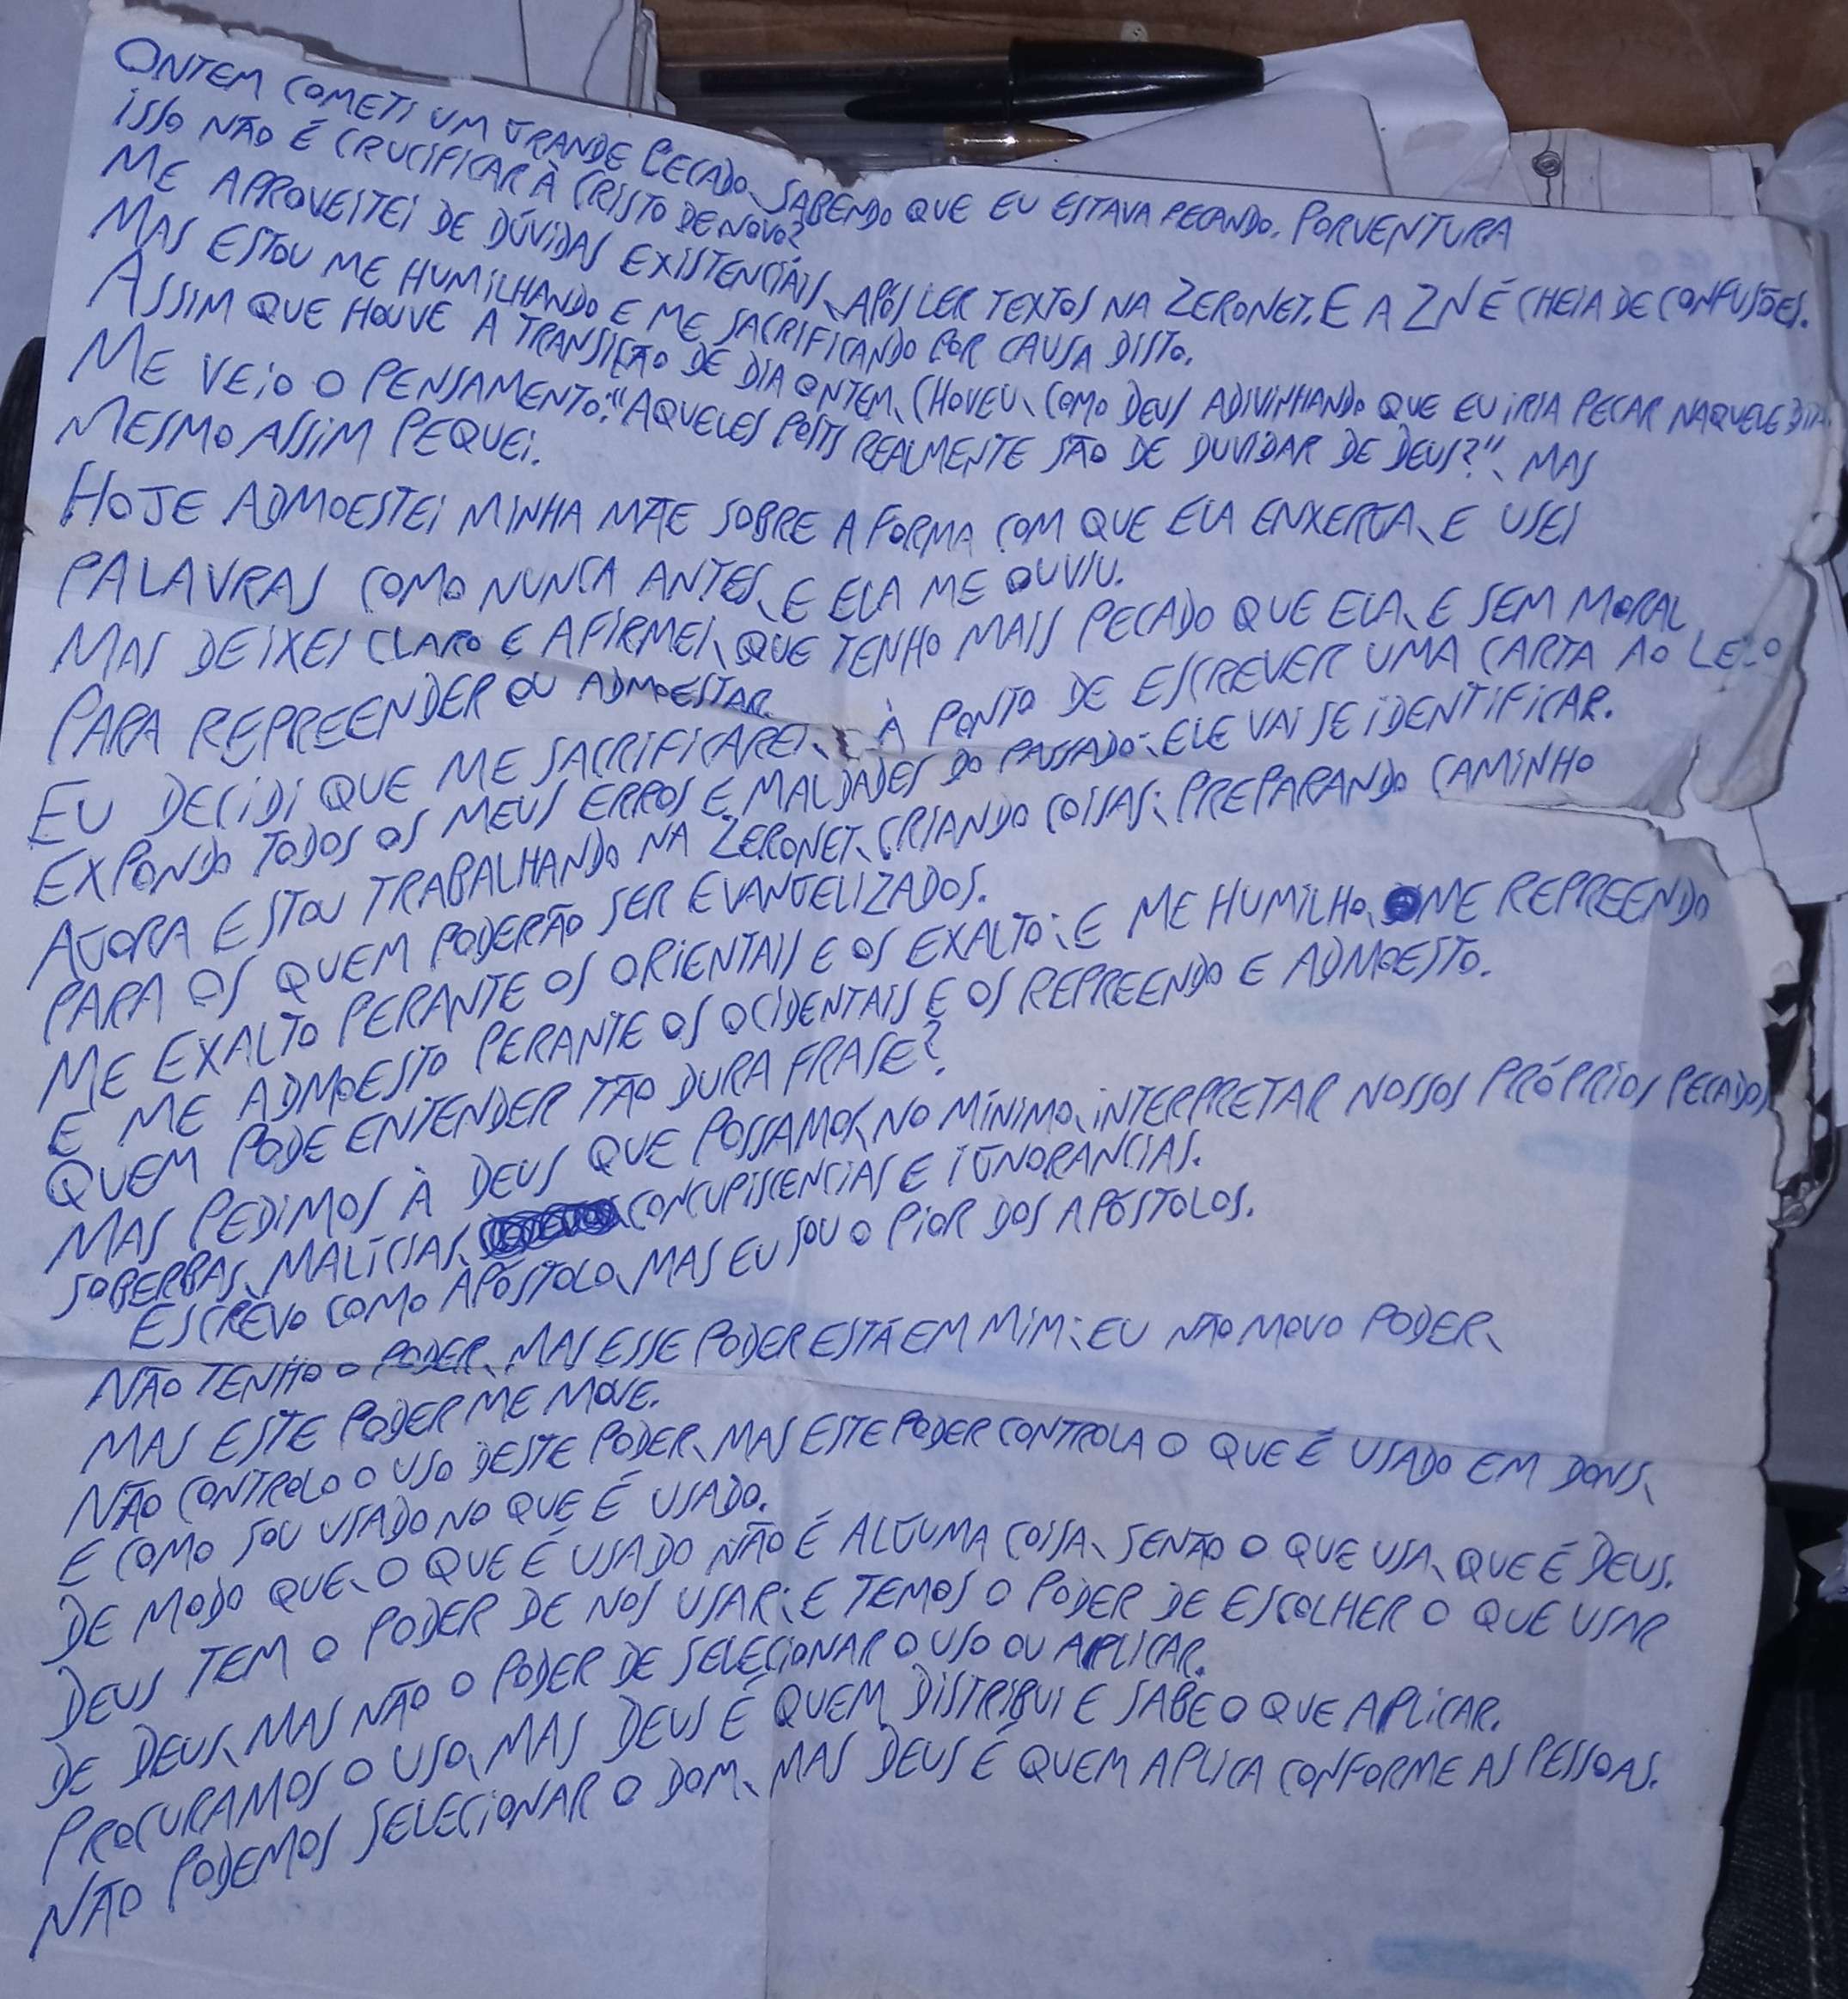 ONTEM COMETI UM GRANDE PECADO, SABENDO QUE EU ESTAVA PECANDO. PORVENTURA
ISSO NÃO É CRUCIFICAR À CRISTO DE NOVO?
ME APROVEITEI DE DÚVIDAS EXISTENCIÁIS, APÓS LER TEXTOS NA ZERONET. E A ZN É CHEIA DE CONFUSÕES.
MAS ESTOU ME HUMILHANDO E ME SACRIFICANDO POR CAUSA DISTO.
ASSIM QUE HOUVE A TRANSIÇÃO DE DIA ONTEM, CHOVEU, COMO DEUS ADIVINHANDO QUE EU IRIA PECAR NAQUELE DIA.
ME VEIO O PENSAMENTO: "AQUELES POSTS REALMENTE SÃO DE DUVIDAR DE DEUS?", MAS
MESMO ASSIM PEQUEI.
HOJE ADMOESTEI MINHA MÃE SOBRE A FORMA COM QUE ELA ENXERTA, E USEI
PALAVRAS COMO NUNCA ANTES, E ELA ME OUVIU.
MAS DEIXEI CLARO E AFIRMEI, QUE TENHO MAIS PECADO QUE ELA, E SEM MORAL
PARA REPREENDER OU ADMOESTAR.
EU DECIDI QUE ME SACRIFICAREI, À PONTO DE ESCREVER UMA CARTA AO
EXPONDO TODOS OS MEUS ERROS E MALDADES DO PASSADO; ELE VAI SE IDENTIFICAR.
AGORA ESTOU TRABALHANDO NA ZERONET, CRIANDO COISAS; PREPARANDO CAMINHO
PARA OS QUEM PODERÃO SER EVANGELIZADOS.
ME EXALTO PERANTE OS ORIENTAIS E OS EXALTO; E ME HUMILHO, ME REPREENDO
E ME ADMOESTO PERANTE OS OCIDENTAIS E OS REPREENDO E ADMOESTO.
QUEM PODE ENTENDER TÃO DURA FRASE?
MAS PEDIMOS À DEUS QUE POSSAMOS, NO MÍNIMO, INTERPRETAR NOSSOS PRÓPRIOS PECADOS,
SOBERBAS, MALÍCIAS, CONCUPISCENCIAS E IGNORANCIAS.
ESCREVO COMO APÓSTOLO, MAS EU SOU O PIOR DOS APÓSTOLOS.
NÃO TENHO O PODER, MAS ESSE PODER ESTÁ EM MIM; EU NÃO MOVO PODER,
MAS ESTE PODER ME MOVE.
NÃO CONTROLO O USO DESTE PODER, MAS ESTE PODER CONTROLA O QUE É USADO EM DONS,
E COMO SOU USADO NO QUE É USADO.
DE MODO QUE, O QUE É USADO NÃO É ALGUMA COISA, SENÃO O QUE USA, QUE É DEUS.
DEUS TEM O PODER DE NOS USAR; E TEMOS O PODER DE ESCOLHER O QUE USAR
DE DEUS, MAS NÃO O PODER DE SELECIONAR O USO OU APLICAR.
PROCURAMOS O USO, MAS DEUS É QUEM DISTRIBUI E SABE O QUE APLICAR.
NÃO PODEMOS SELECIONAR O DOM, MAS DEUS É QUEM APLICA CONFORME AS PESSOAS.